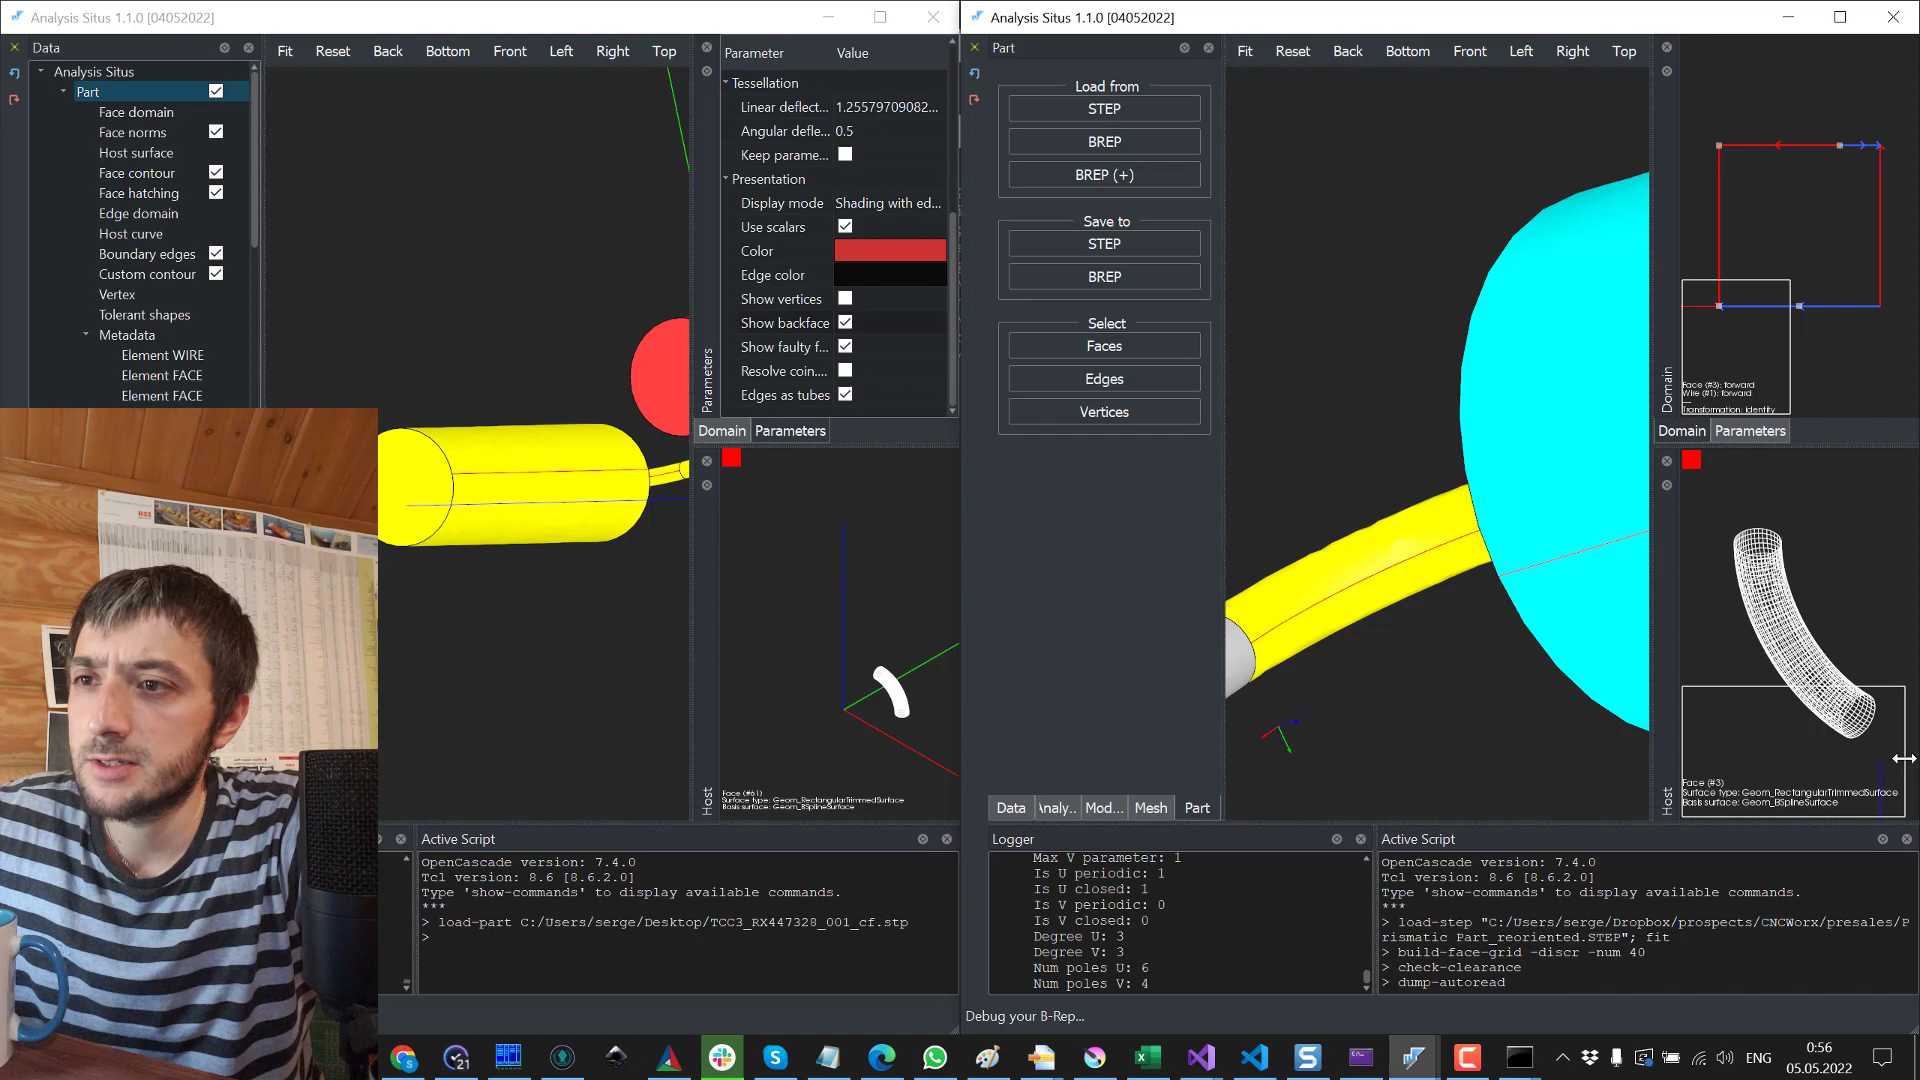 Analysis Situs 1.1.0 [04052022]
Data
Analysis Situs
Part
Face domain
Face norms
Host surface
Face contour
Face hatching
Edge domain
Host curve
Boundary edges
Custom contour
Vertex
Tolerant shapes
Metadata
Element WIRE
Element FACE
Element FACE
Fit Reset Back Bottom Front Left Right Top
Parameter Value
Tessellation
Linear deflect... 1.25579709082...
Angular defle... 0.5
Keep parame...
Presentation
Display mode Shading with ed...
Use scalars
Color
Edge color
Show vertices
Show backface
Show faulty f...
Resolve coin....
Edges as tubes
Parameters
Domain Parameters
Host
Face (#61)
Surface type: Geom_RectangularTrimmedSurface
Basis surface: Geom_BSplineSurface
Active Script
OpenCascade version: 7.4.0
Tcl version: 8.6 [8.6.2.0]
Type 'show-commands' to display available commands.
***
> load-part C:/Users/serge/Desktop/TCC3_RX447328_001_cf.stp
>
Analysis Situs 1.1.0 [04052022]
Part
Load from
STEP
BREP
BREP (+)
Save to
STEP
BREP
Select
Faces
Edges
Vertices
Data Analy.. Mod... Mesh Part
Fit Reset Back Bottom Front Left Right Top
Face (#3): forward
Wire (#1): forward
---
Transformation: identity
Domain
Domain Parameters
Host
Face (#3)
Surface type: Geom_RectangularTrimmedSurface
Basis surface: Geom_BSplineSurface
Logger
Max V parameter: 1
Is U periodic: 1
Is U closed: 1
Is V periodic: 0
Is V closed: 0
Degree U: 3
Degree V: 3
Num poles U: 6
Num poles V: 4
Active Script
OpenCascade version: 7.4.0
Tcl version: 8.6 [8.6.2.0]
Type 'show-commands' to display available commands.
***
> load-step "C:/Users/serge/Dropbox/prospects/CNCWorx/presales/P
rismatic Part_reoriented.STEP"; fit
> build-face-grid -discr -num 40
> check-clearance
> dump-autoread
Debug your B-Rep...
21
ENG
0:56
05.05.2022